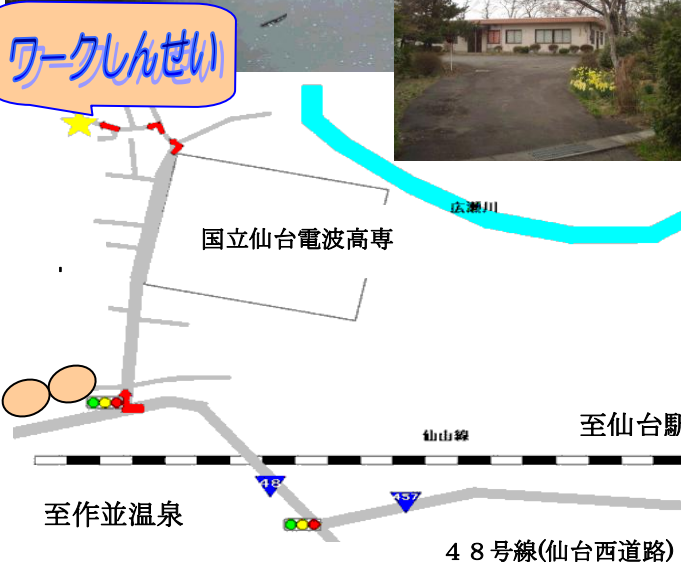 ワークしんせい
広瀬川
国立仙台電波高専
仙山線
至仙台駅
48
457
至作並温泉
４８号線(仙台西道路)